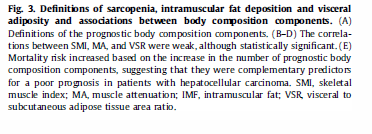 Fig. 3. Definitions of sarcopenia, intramuscular fat deposition and visceral
adiposity and associations between body composition components. (A)
Definitions of the prognostic body composition components. (B-D) The correla-
tions between SMI, MA, and VSR were weak, although statistically significant. (E)
Mortality risk increased based on the increase in the number of prognostic body
composition components, suggesting that they were complementary predictors
for a poor prognosis in patients with hepatocellular carcinoma. SMI, skeletal
muscle index; MA, muscle attenuation; IMF, intramuscular fat; VSR, visceral to
subcutaneous adipose tissue area ratio.